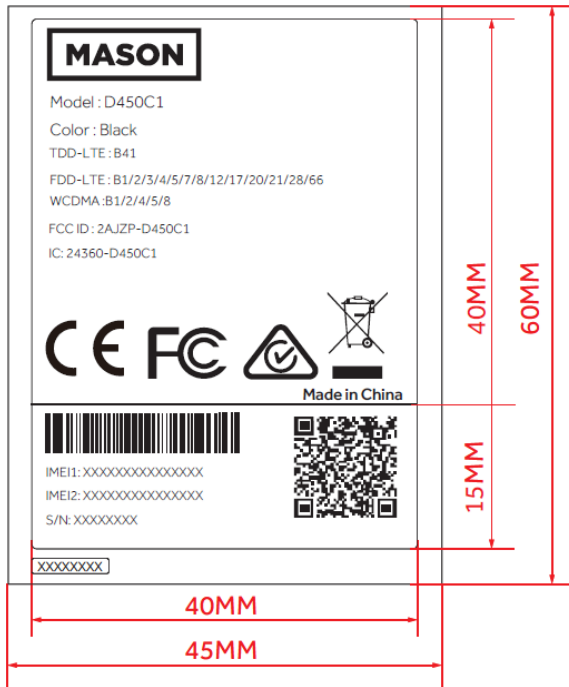 MASON
Model : D450C1
Color : Black
TDD-LTE : B41
FDD-LTE : B1/2/3/4/5/7/8/12/17/20/21/28/66
WCDMA :B1/2/4/5/8
FCC ID : 2AJZP-D450C1
IC: 24360-D450C1
CE FC
Made in China
IMEI1: XXXXXXXXXXXXXXX
IMEI2: XXXXXXXXXXXXXXX
S/N: XXXXXXXX
XXXXXXXX
40MM
60MM
15MM
40MM
45MM